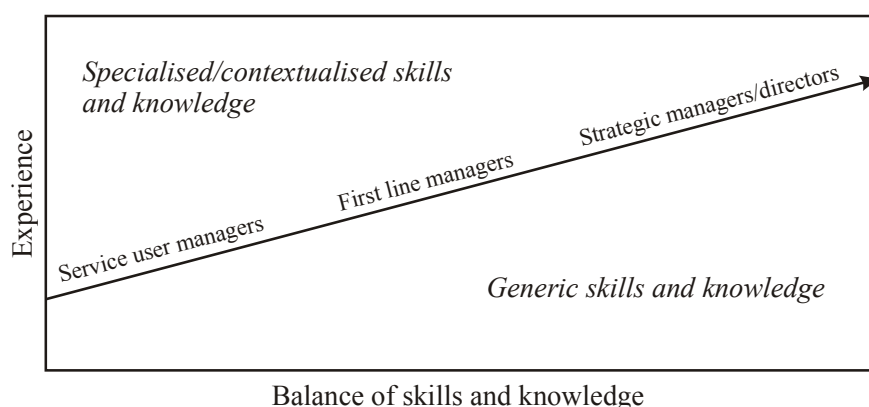 Specialised/contextualised skills
and knowledge
Strategic managers/directors
First line managers
Service user managers
Generic skills and knowledge
Experience
Balance of skills and knowledge